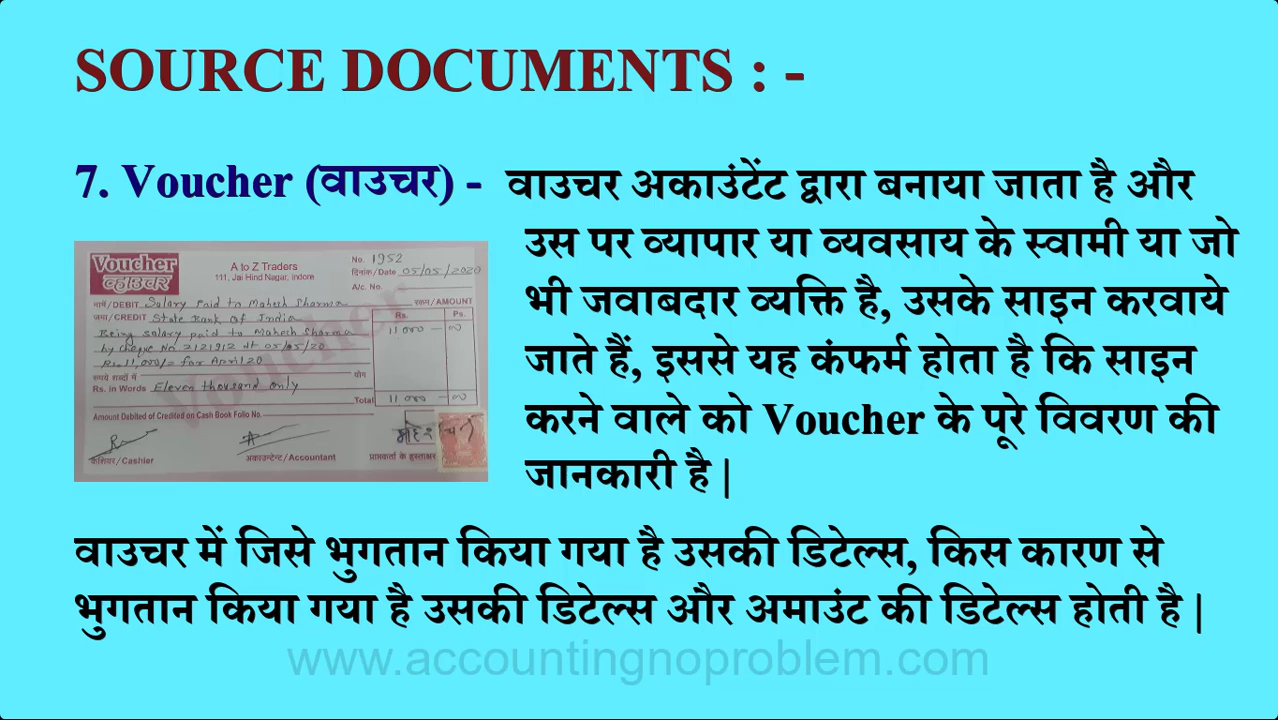 SOURCE DOCUMENTS : -
7. Voucher (वाउचर) - वाउचर अकाउंटेंट द्वारा बनाया जाता है और
उस पर व्यापार या व्यवसाय के स्वामी या जो
भी जवाबदार व्यक्ति है, उसके साइन करवाये
जाते हैं, इससे यह कंफर्म होता है कि साइन
करने वाले को Voucher के पूरे विवरण की
जानकारी है |
Voucher
व्हाउचर
A to Z Traders
111, Jai Hind Nagar, Indore
No. 1952
दिनांक/Date 05/05/2020
A/c. No.
नामें/DEBIT Salary Paid to Mahesh Sharma
रकम/AMOUNT
जमा/CREDIT State Bank of India
Rs. Ps.
Being salary paid to Mahesh Sharma
11000 - 00
by cheque No 2121912 dt 05/05/20
Rs. 11,000/= for April 20
रुपये शब्दों में
योग
Rs. in Words Eleven thousand only
Total 11000 - 00
Amount Debited of Credited on Cash Book Folio No.
केशियर/Cashier
अकाउन्टेन्ट/Accountant
प्राप्तकर्ता के हस्ताक्षर
वाउचर में जिसे भुगतान किया गया है उसकी डिटेल्स, किस कारण से
भुगतान किया गया है उसकी डिटेल्स और अमाउंट की डिटेल्स होती है |
www.accountingnoproblem.com